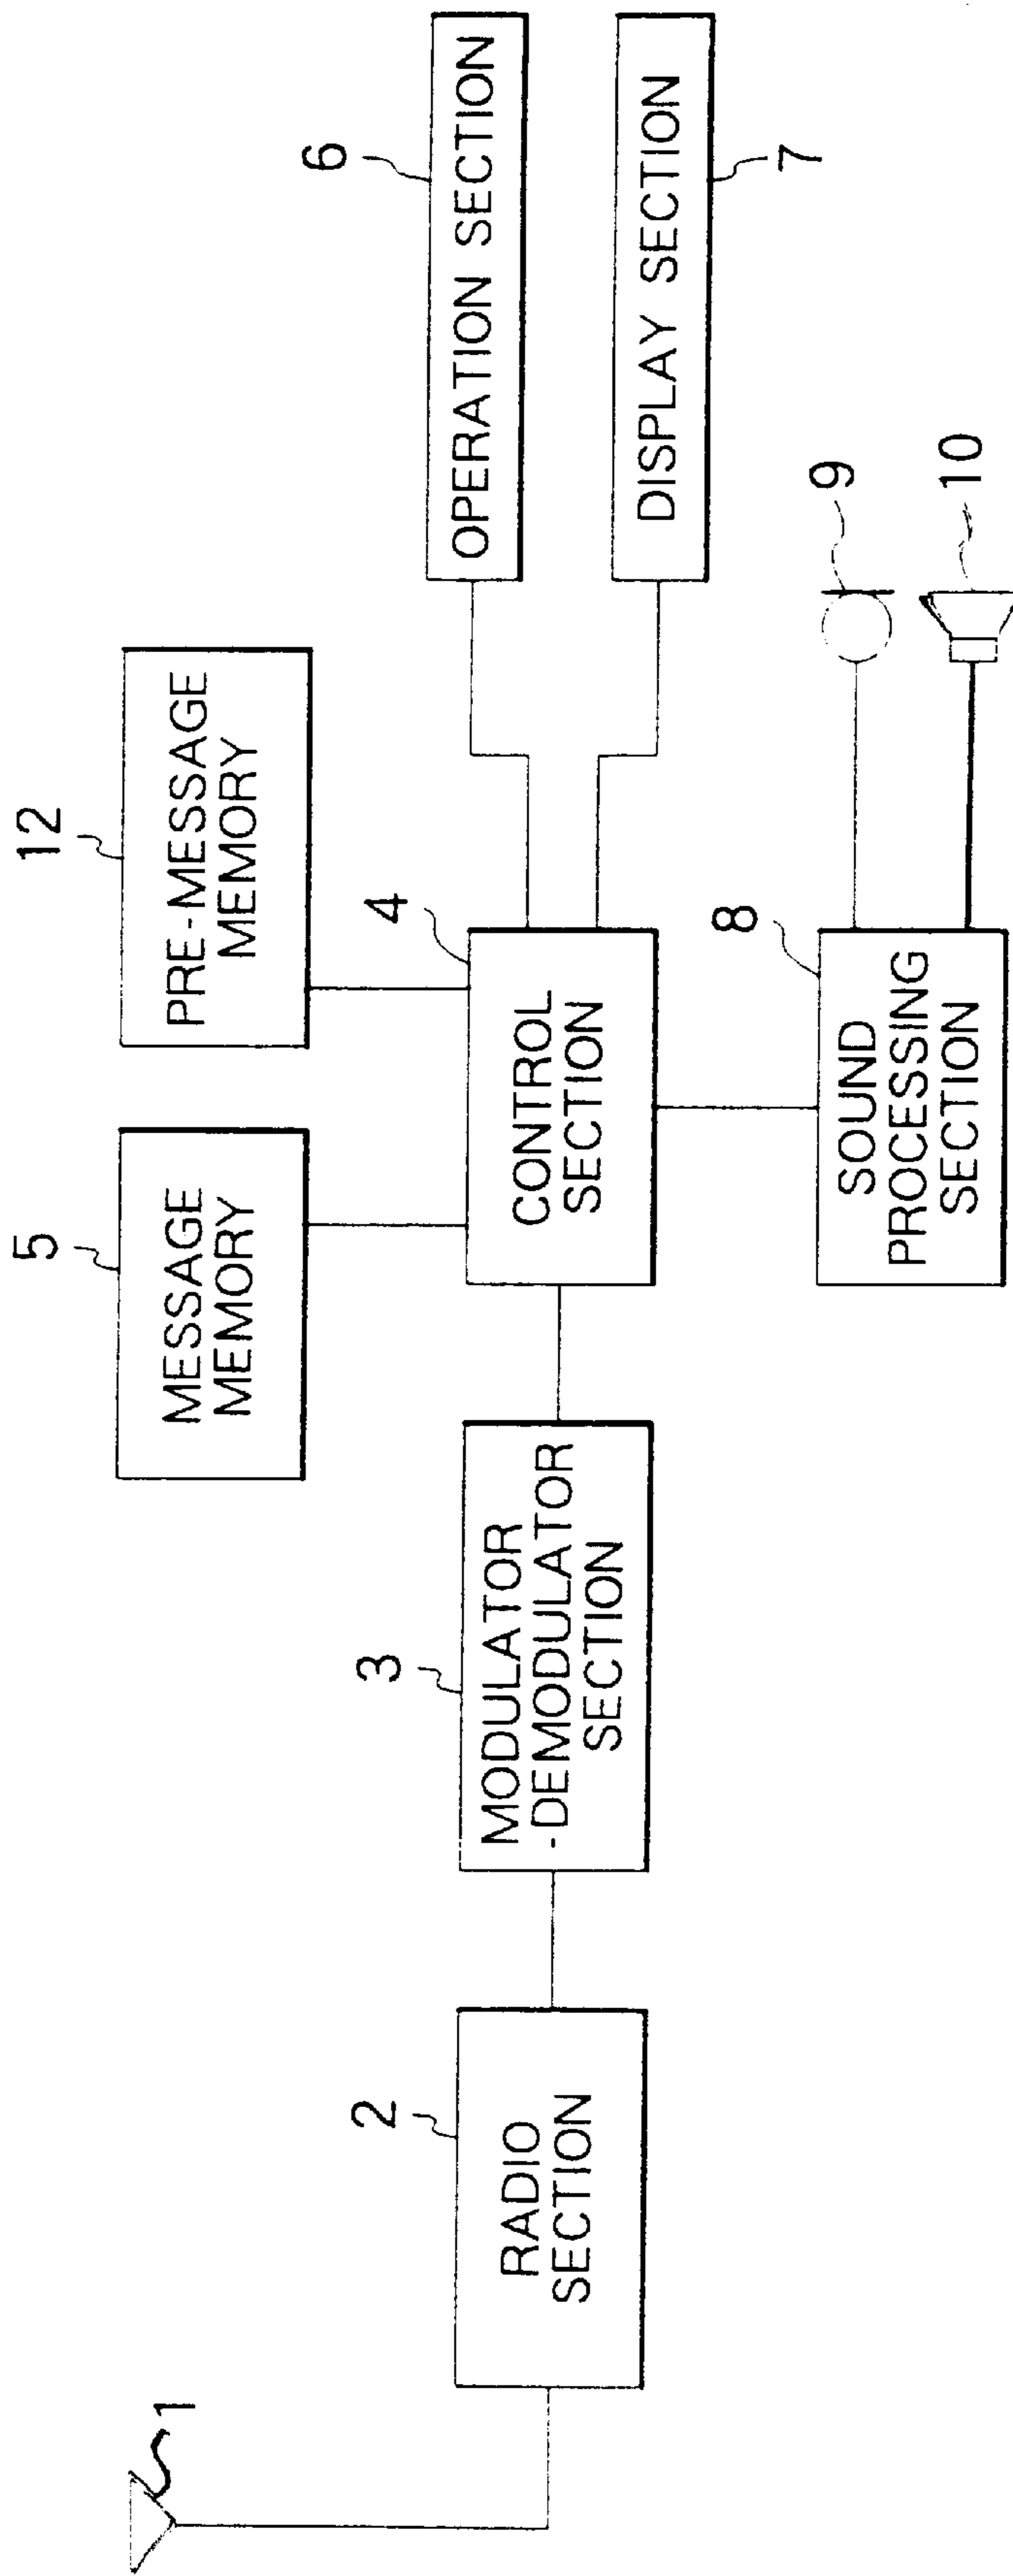 1
2
RADIO
SECTION
3
MODULATOR
-DEMODULATOR
SECTION
5
MESSAGE
MEMORY
12
PRE-MESSAGE
MEMORY
4
CONTROL
SECTION
6
OPERATION SECTION
DISPLAY SECTION
7
8
SOUND
PROCESSING
SECTION
9
10